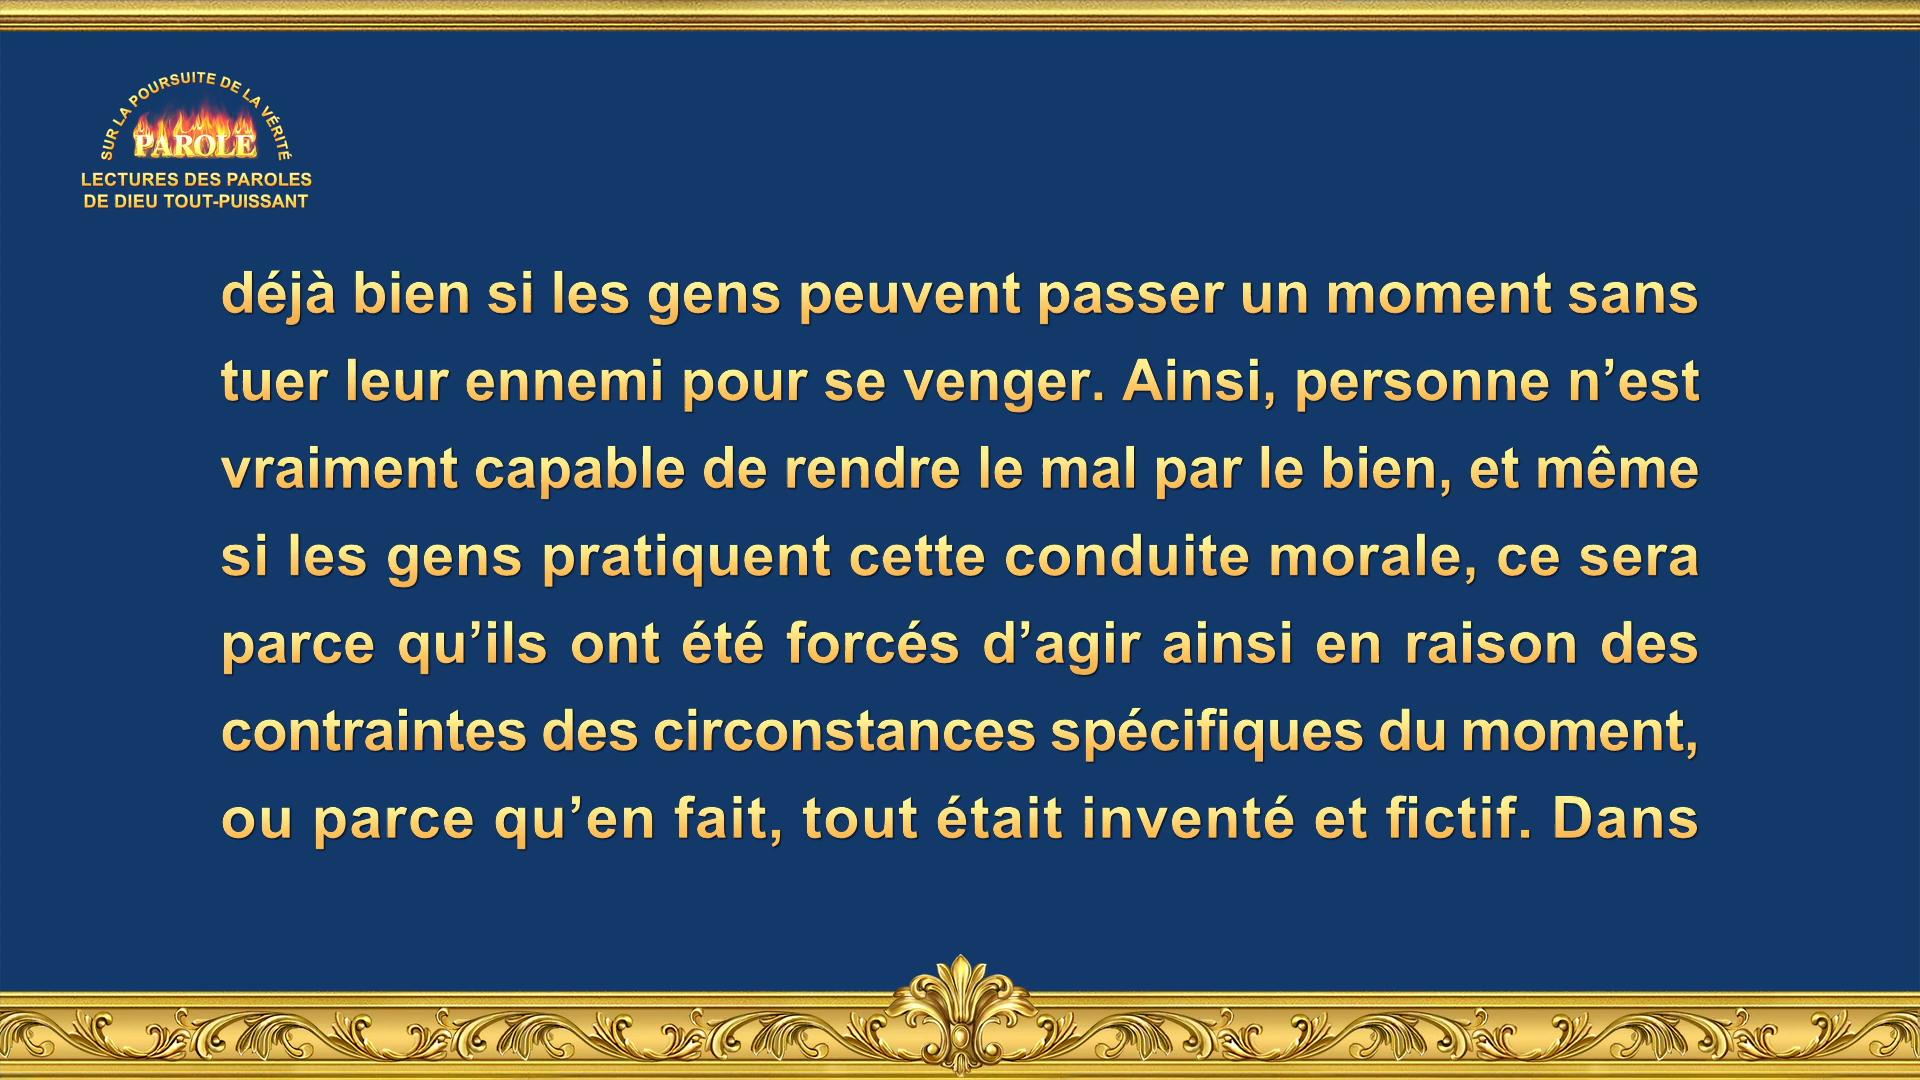 SUR LA POURSUITE DE LA VÉRITÉ
PAROLE
LECTURES DES PAROLES
DE DIEU TOUT-PUISSANT
déjà bien si les gens peuvent passer un moment sans
tuer leur ennemi pour se venger. Ainsi, personne n’est
vraiment capable de rendre le mal par le bien, et même
si les gens pratiquent cette conduite morale, ce sera
parce qu’ils ont été forcés d’agir ainsi en raison des
contraintes des circonstances spécifiques du moment,
ou parce qu’en fait, tout était inventé et fictif. Dans